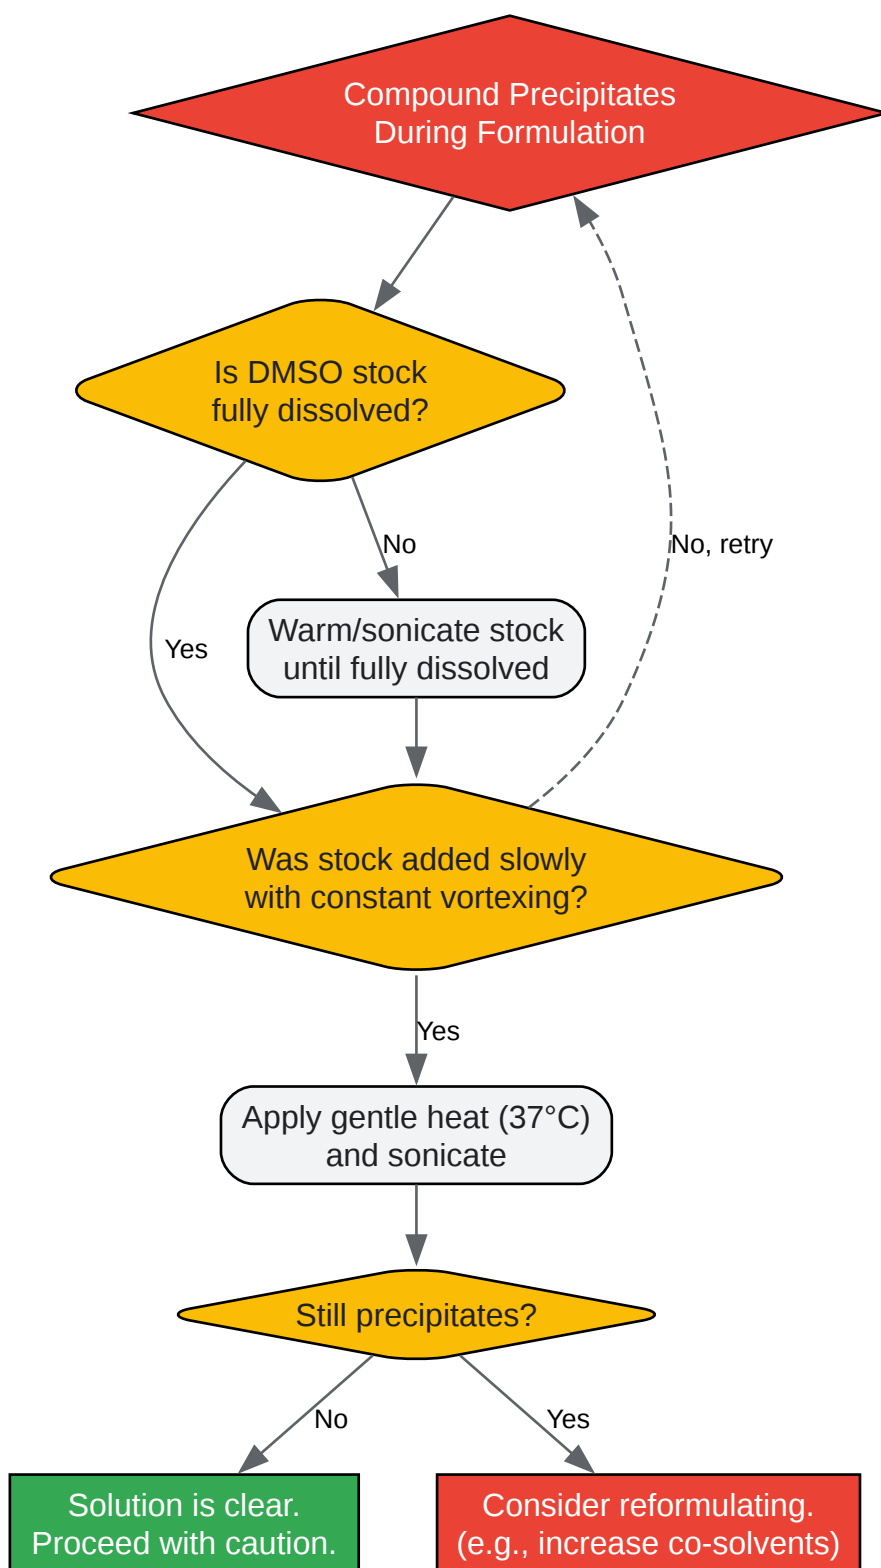 Compound Precipitates
During Formulation
Is DMSO stock
fully dissolved?
No
No, retry
Warm/sonicate stock
until fully dissolved
Yes
Was stock added slowly
with constant vortexing?
Yes
Apply gentle heat (37°C)
and sonicate
Still precipitates?
No
Yes
Solution is clear.
Proceed with caution.
Consider reformulating.
(e.g., increase co-solvents)